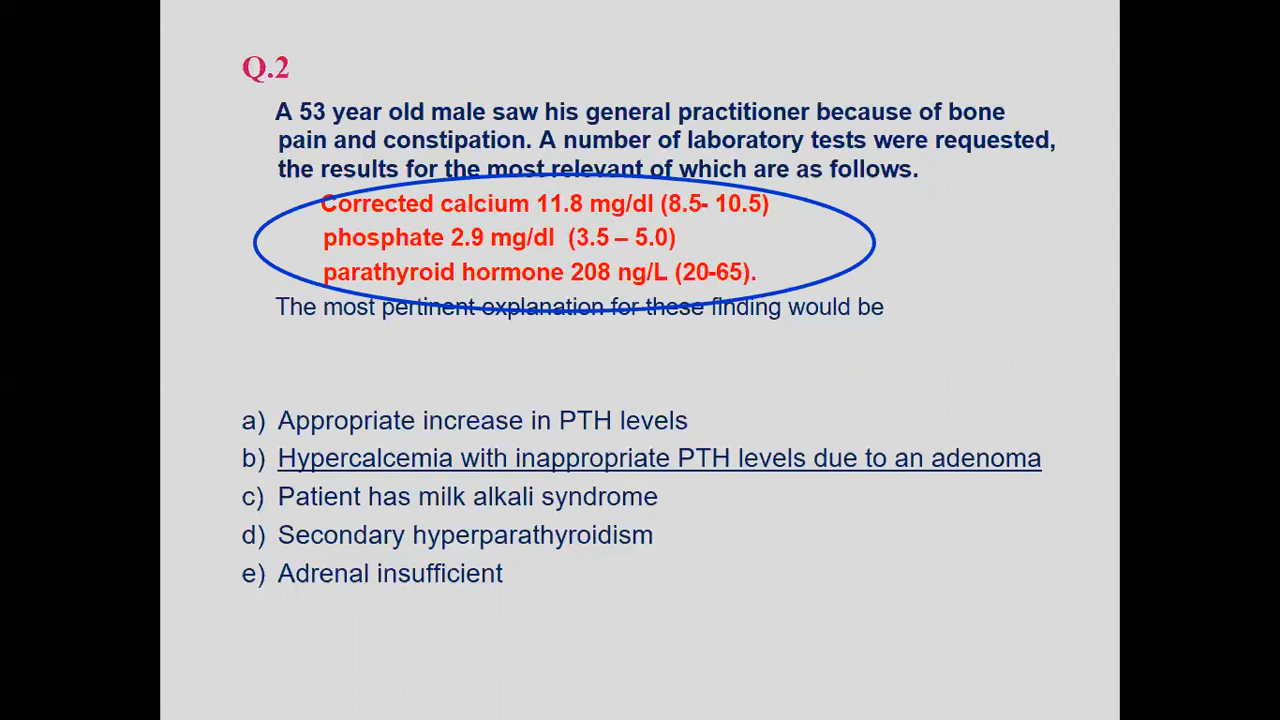 Q.2
A 53 year old male saw his general practitioner because of bone
pain and constipation. A number of laboratory tests were requested,
the results for the most relevant of which are as follows.
Corrected calcium 11.8 mg/dl (8.5- 10.5)
phosphate 2.9 mg/dl (3.5 – 5.0)
parathyroid hormone 208 ng/L (20-65).
The most pertinent explanation for these finding would be
a) Appropriate increase in PTH levels
b) Hypercalcemia with inappropriate PTH levels due to an adenoma
c) Patient has milk alkali syndrome
d) Secondary hyperparathyroidism
e) Adrenal insufficient